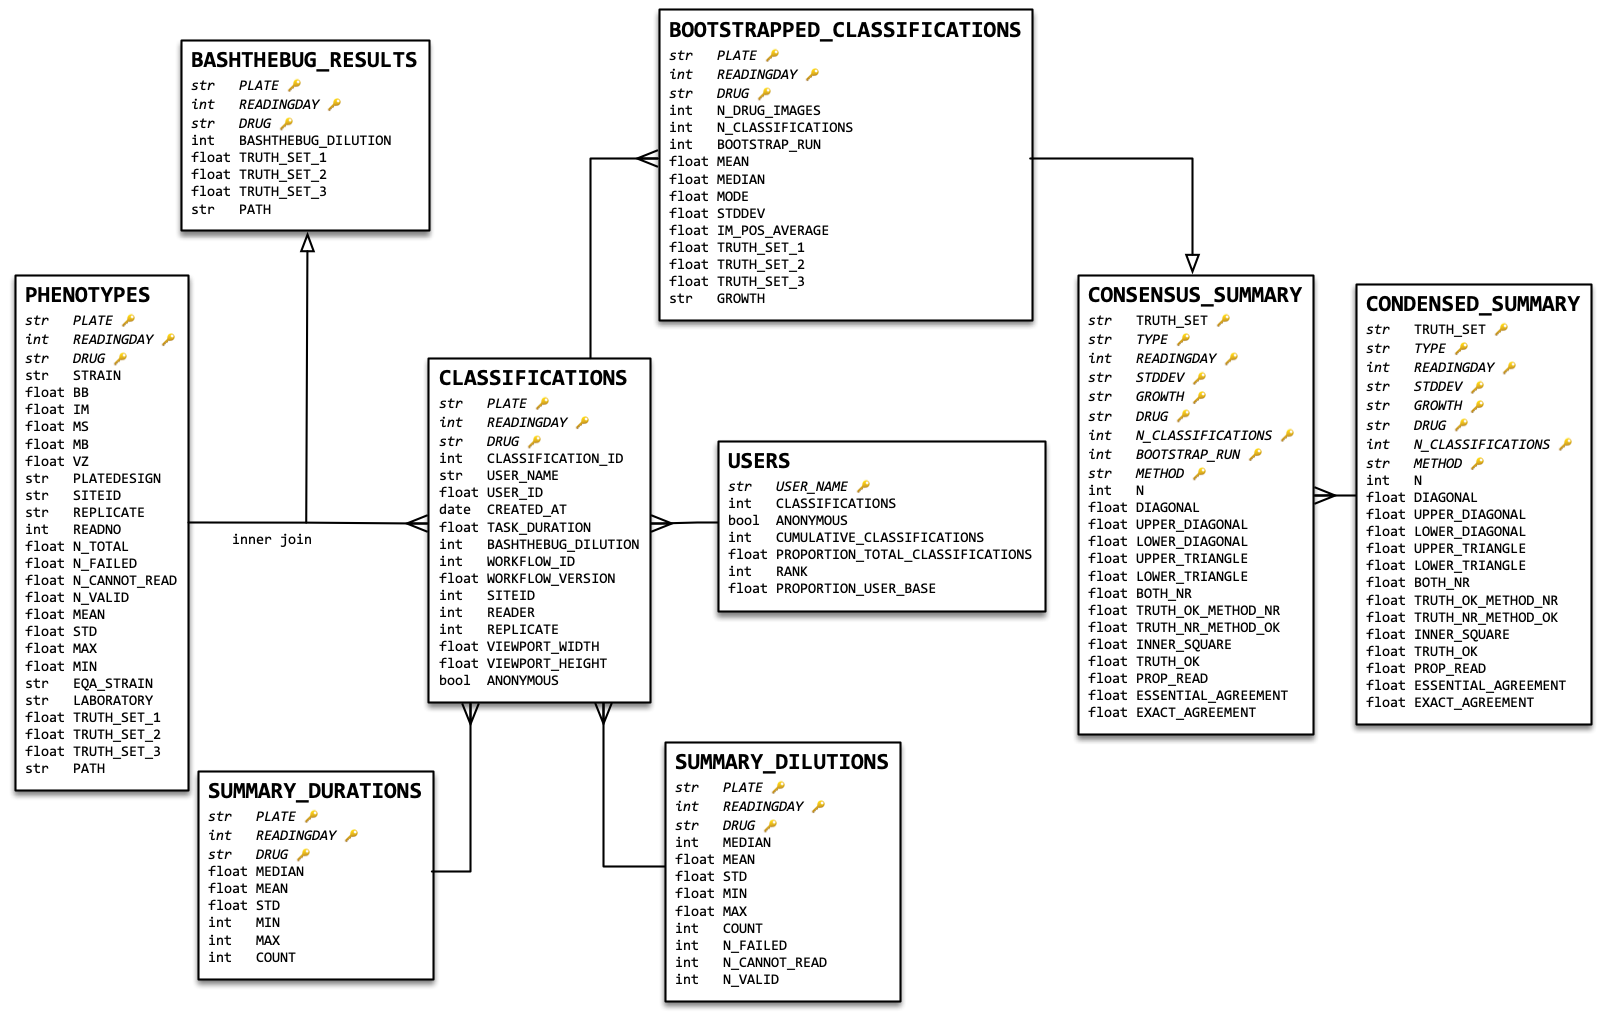 BASHTHEBUG_RESULTS
str PLATE 🔑
int READINGDAY 🔑
str DRUG 🔑
int BASHTHEBUG_DILUTION
float TRUTH_SET_1
float TRUTH_SET_2
float TRUTH_SET_3
str PATH
BOOTSTRAPPED_CLASSIFICATIONS
str PLATE 🔑
int READINGDAY 🔑
str DRUG 🔑
int N_DRUG_IMAGES
int N_CLASSIFICATIONS
int BOOTSTRAP_RUN
float MEAN
float MEDIAN
float MODE
float STDDEV
float IM_POS_AVERAGE
float TRUTH_SET_1
float TRUTH_SET_2
float TRUTH_SET_3
str GROWTH
PHENOTYPES
str PLATE 🔑
int READINGDAY 🔑
str DRUG 🔑
str STRAIN
float BB
float IM
float MS
float MB
float VZ
str PLATEDESIGN
str SITEID
str REPLICATE
int READNO
float N_TOTAL
float N_FAILED
float N_CANNOT_READ
float N_VALID
float MEAN
float STD
float MAX
float MIN
str EQA_STRAIN
str LABORATORY
float TRUTH_SET_1
float TRUTH_SET_2
float TRUTH_SET_3
str PATH
inner join
CLASSIFICATIONS
str PLATE 🔑
int READINGDAY 🔑
str DRUG 🔑
int CLASSIFICATION_ID
str USER_NAME
float USER_ID
date CREATED_AT
float TASK_DURATION
int BASHTHEBUG_DILUTION
int WORKFLOW_ID
float WORKFLOW_VERSION
int SITEID
int READER
int REPLICATE
float VIEWPORT_WIDTH
float VIEWPORT_HEIGHT
bool ANONYMOUS
USERS
str USER_NAME 🔑
int CLASSIFICATIONS
bool ANONYMOUS
int CUMULATIVE_CLASSIFICATIONS
float PROPORTION_TOTAL_CLASSIFICATIONS
int RANK
float PROPORTION_USER_BASE
CONSENSUS_SUMMARY
str TRUTH_SET 🔑
str TYPE 🔑
int READINGDAY 🔑
str STDDEV 🔑
str GROWTH 🔑
str DRUG 🔑
int N_CLASSIFICATIONS 🔑
int BOOTSTRAP_RUN 🔑
str METHOD 🔑
int N
float DIAGONAL
float UPPER_DIAGONAL
float LOWER_DIAGONAL
float UPPER_TRIANGLE
float LOWER_TRIANGLE
float BOTH_NR
float TRUTH_OK_METHOD_NR
float TRUTH_NR_METHOD_OK
float INNER_SQUARE
float TRUTH_OK
float PROP_READ
float ESSENTIAL_AGREEMENT
float EXACT_AGREEMENT
CONDENSED_SUMMARY
str TRUTH_SET 🔑
str TYPE 🔑
int READINGDAY 🔑
str STDDEV 🔑
str GROWTH 🔑
str DRUG 🔑
int N_CLASSIFICATIONS 🔑
str METHOD 🔑
int N
float DIAGONAL
float UPPER_DIAGONAL
float LOWER_DIAGONAL
float UPPER_TRIANGLE
float LOWER_TRIANGLE
float BOTH_NR
float TRUTH_OK_METHOD_NR
float TRUTH_NR_METHOD_OK
float INNER_SQUARE
float TRUTH_OK
float PROP_READ
float ESSENTIAL_AGREEMENT
float EXACT_AGREEMENT
SUMMARY_DURATIONS
str PLATE 🔑
int READINGDAY 🔑
str DRUG 🔑
float MEDIAN
float MEAN
float STD
int MIN
int MAX
int COUNT
SUMMARY_DILUTIONS
str PLATE 🔑
int READINGDAY 🔑
str DRUG 🔑
int MEDIAN
float MEAN
float STD
float MIN
float MAX
int COUNT
int N_FAILED
int N_CANNOT_READ
int N_VALID